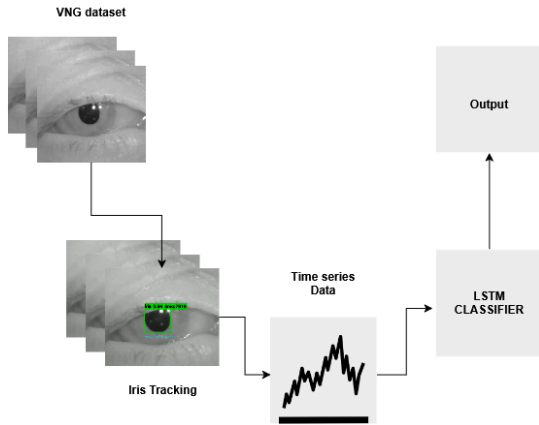 VNG dataset
Output
Time series
Data
LSTM
CLASSIFIER
Iris Tracking